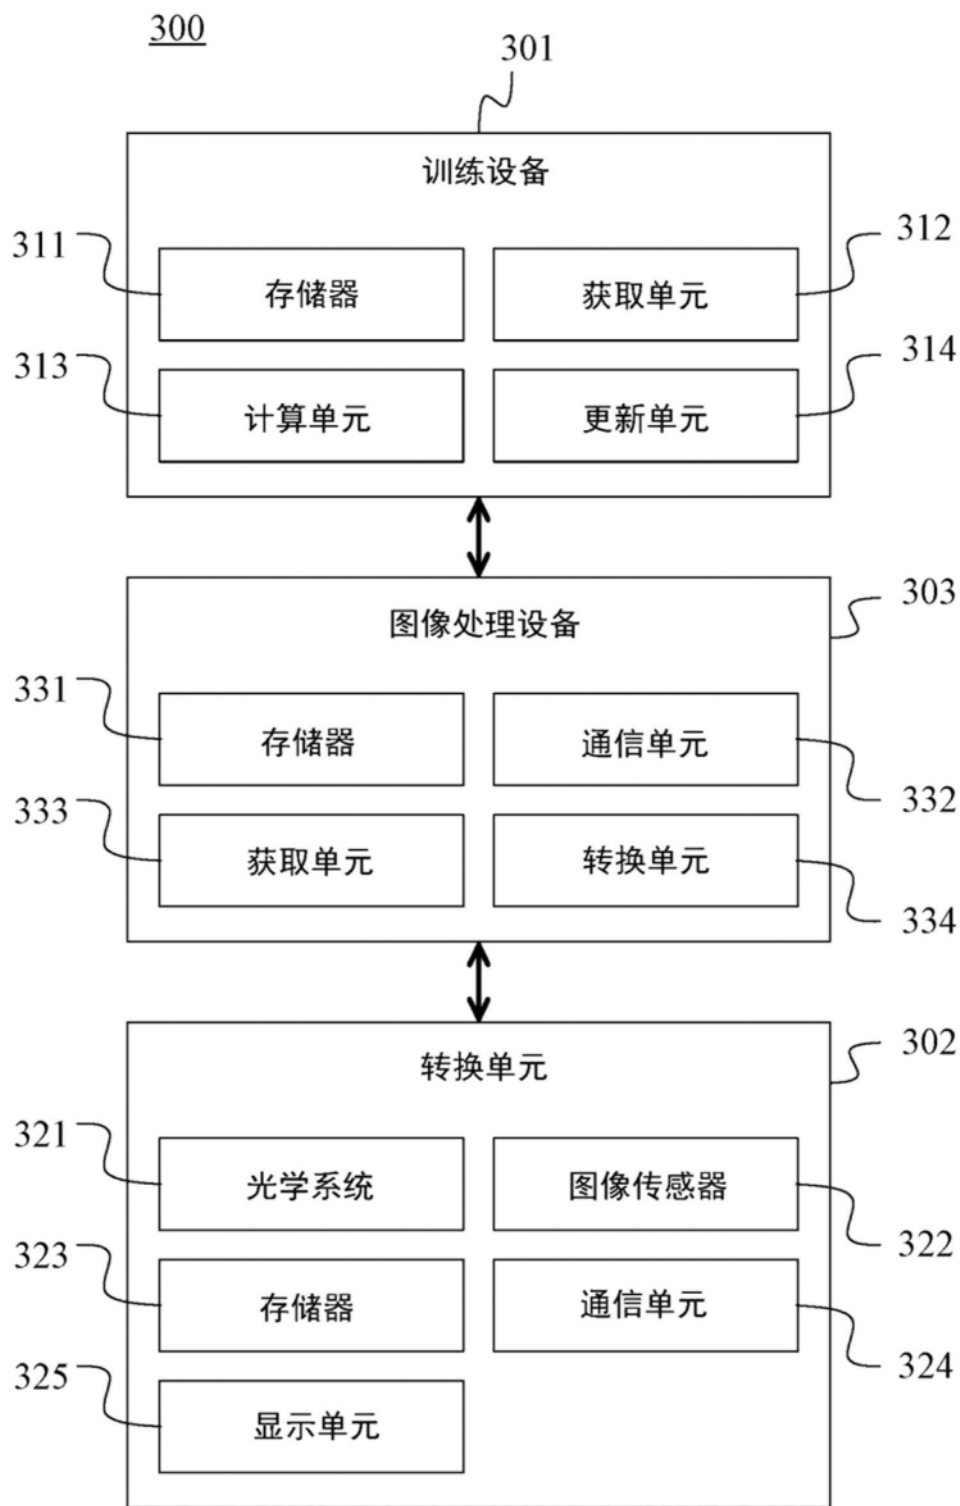 300
301
训练设备
311
存储器
获取单元
312
313
计算单元
更新单元
314
图像处理设备
303
331
存储器
通信单元
332
333
获取单元
转换单元
334
转换单元
302
321
光学系统
图像传感器
322
323
存储器
通信单元
324
325
显示单元